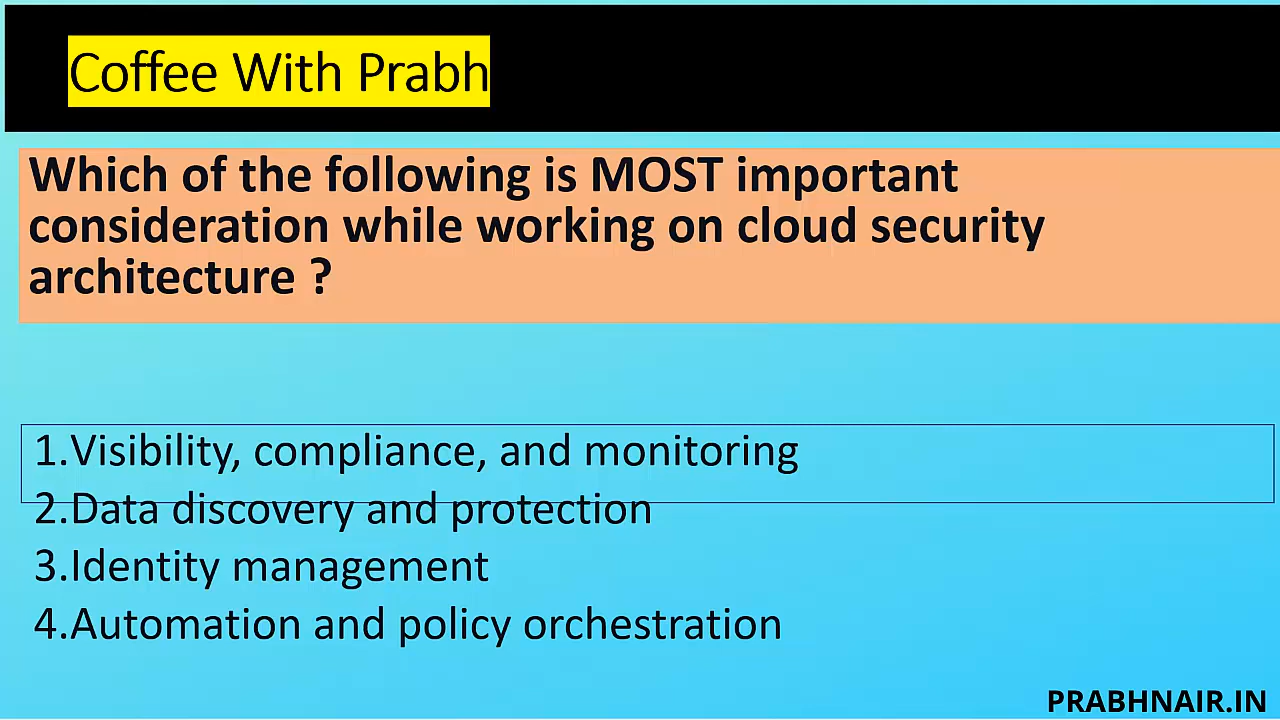 Coffee With Prabh
Which of the following is MOST important
consideration while working on cloud security
architecture ?
1.Visibility, compliance, and monitoring
2.Data discovery and protection
3.Identity management
4.Automation and policy orchestration
PRABHNAIR.IN